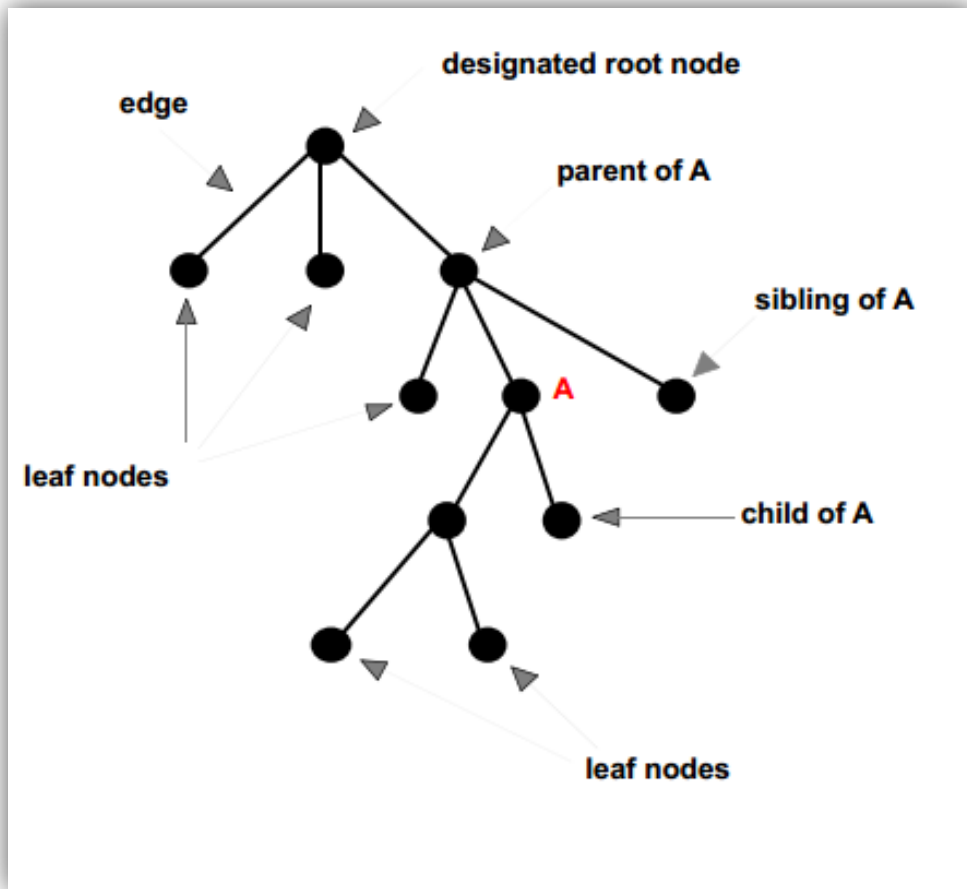 designated root node
edge
parent of A
sibling of A
A
leaf nodes
child of A
leaf nodes